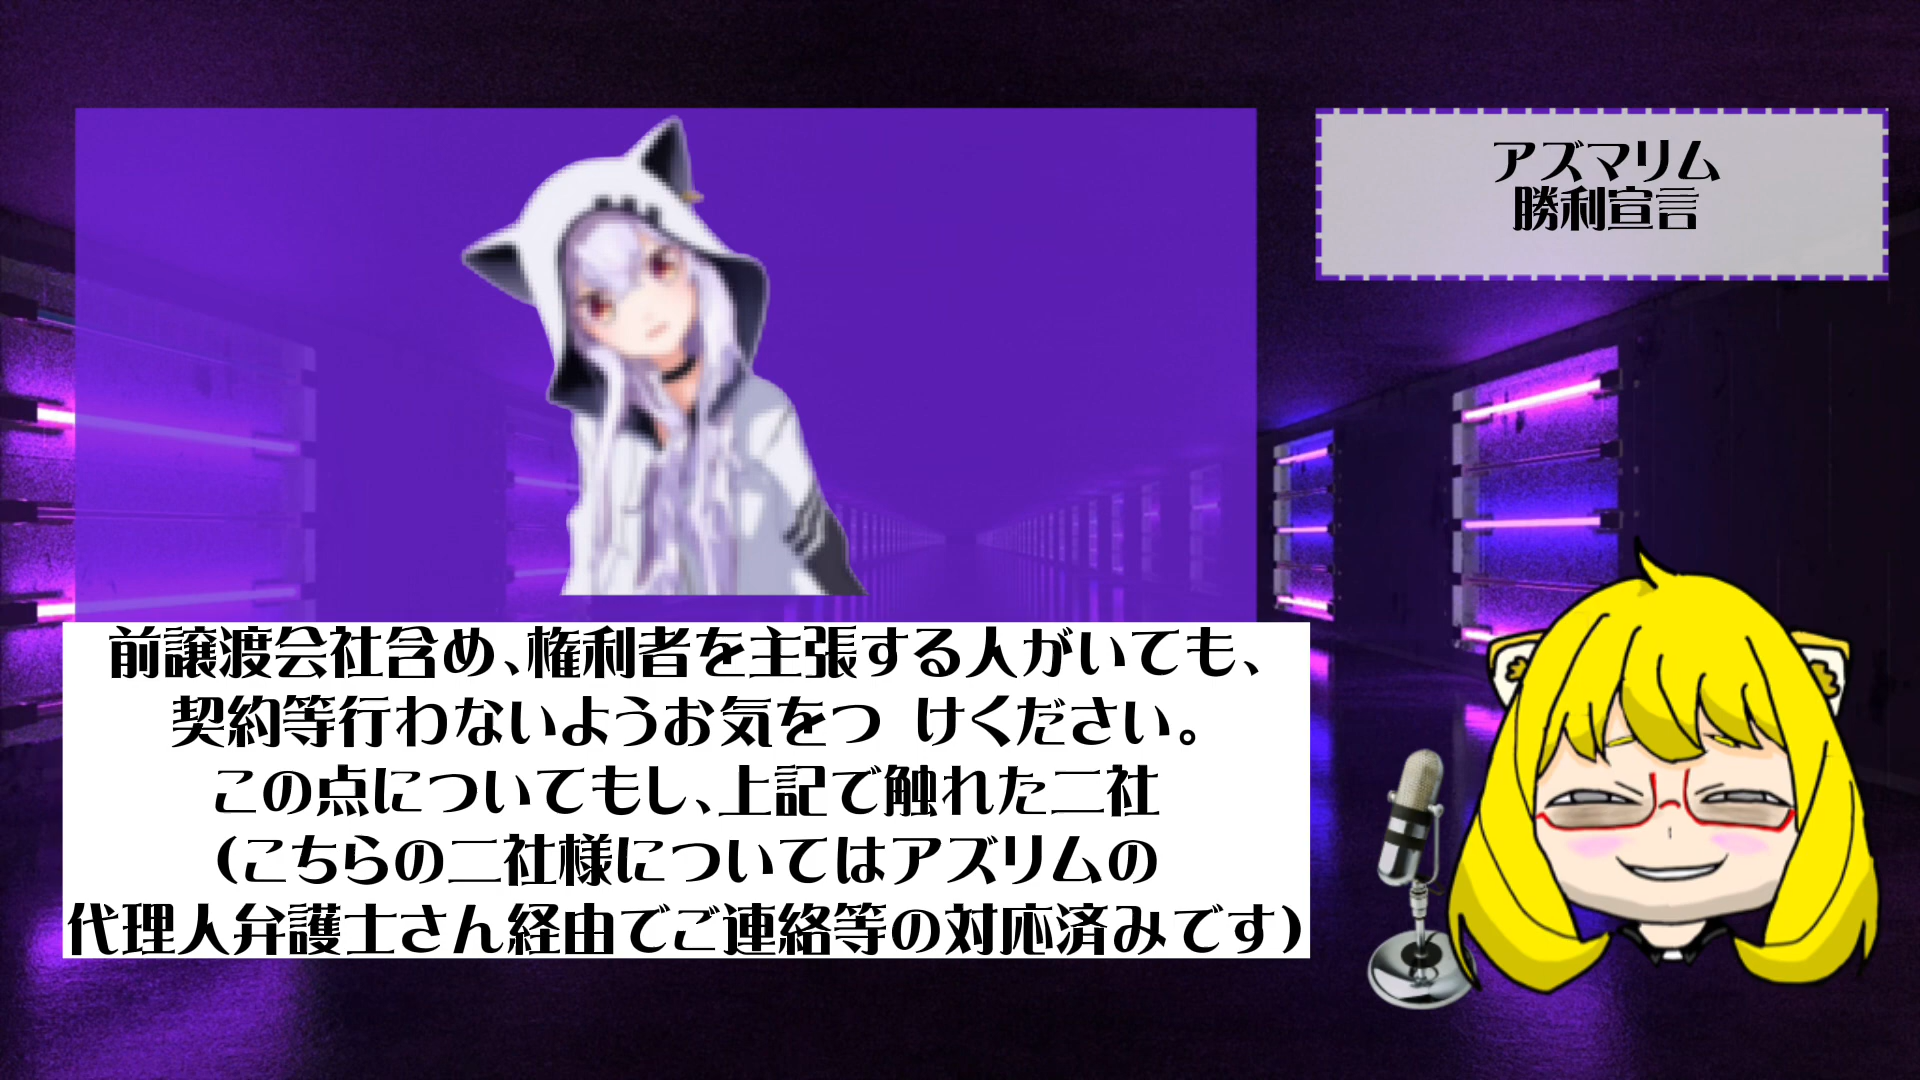 アズマリム
勝利宣言
前譲渡会社含め、権利者を主張する人がいても、
契約等行わないようお気をつ けください。
この点についてもし、上記で触れた二社
(こちらの二社様についてはアズリムの
代理人弁護士さん経由でご連絡等の対応済みです)